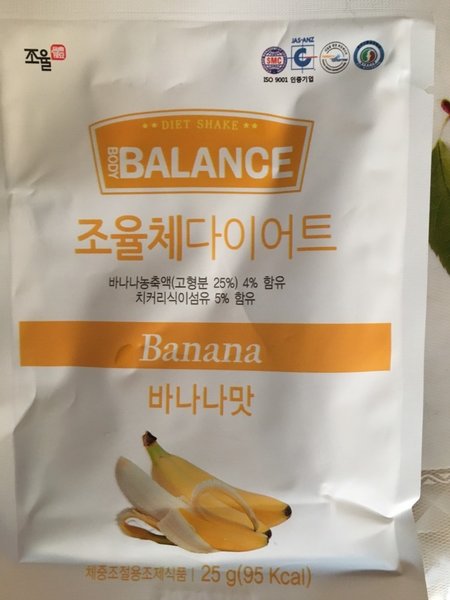 조율
SMC
JAS-ANZ
ISO 9001 인증기업
★★ DIET SHAKE ★★
BODY BALANCE
조율체다이어트
바나나농축액(고형분 25%) 4% 함유
치커리식이섬유 5% 함유
Banana
바나나맛
체중조절용조제식품 | 25 g(95 Kcal)